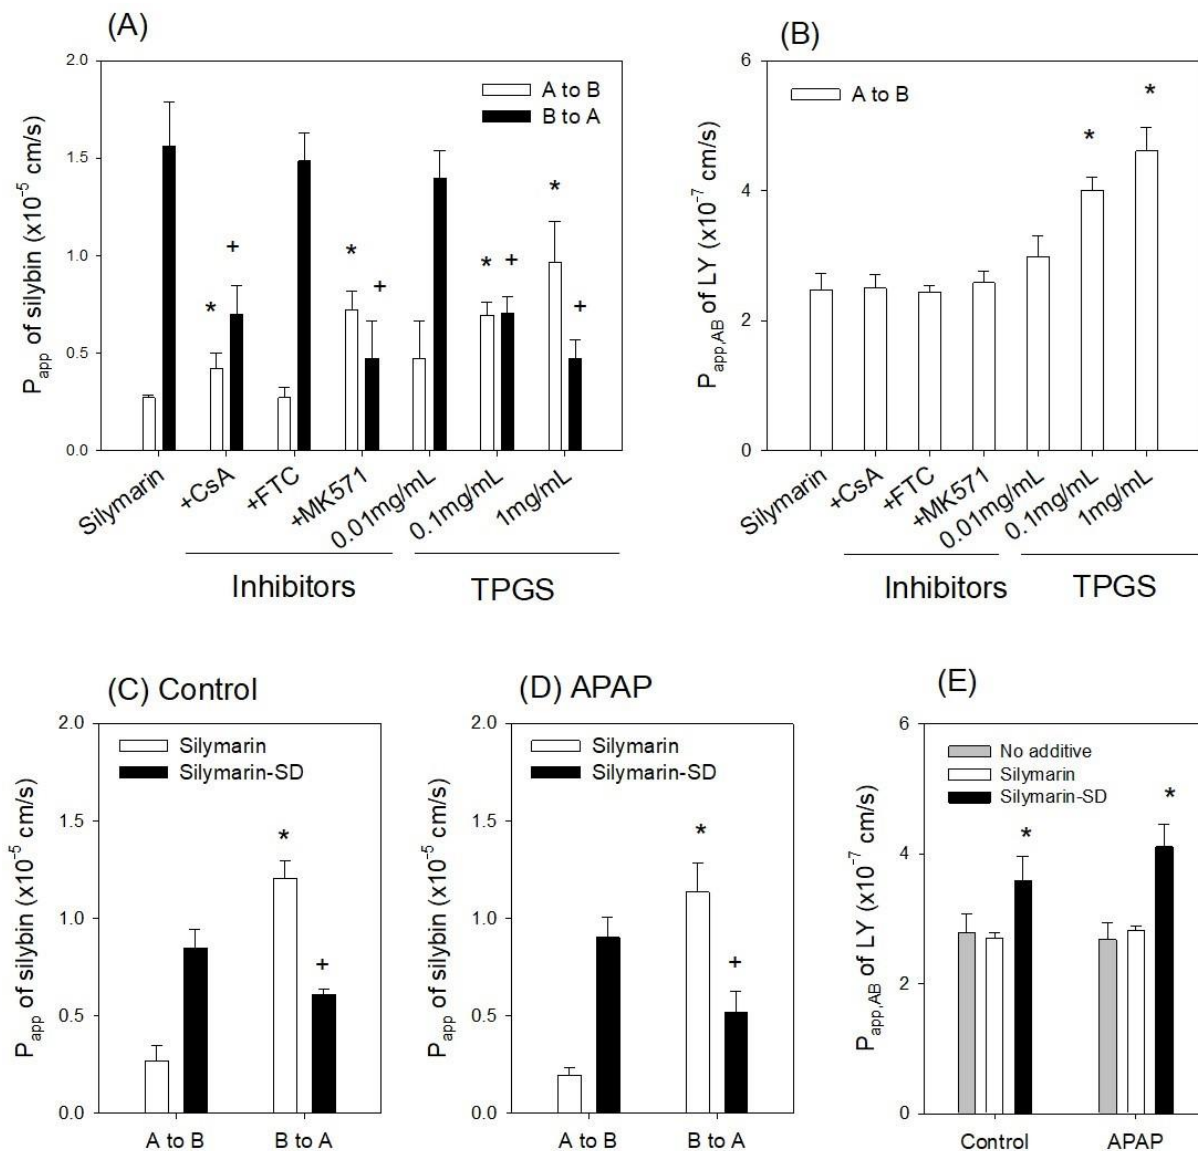 (A)
2.0
1.5
1.0
0.5
0.0
Papp of silybin (x10⁻⁵ cm/s)
A to B
B to A
+
*
*
+
*
+
*
+
Silymarin
+CsA
+FTC
+MK571
0.01mg/mL
0.1mg/mL
1mg/mL
Inhibitors
TPGS
(B)
6
4
2
0
Papp,AB of LY (x10⁻⁷ cm/s)
A to B
*
*
Silymarin
+CsA
+FTC
+MK571
0.01mg/mL
0.1mg/mL
1mg/mL
Inhibitors
TPGS
(C) Control
2.0
1.5
1.0
0.5
0.0
Papp of silybin (x10⁻⁵ cm/s)
Silymarin
Silymarin-SD
*
+
A to B
B to A
(D) APAP
2.0
1.5
1.0
0.5
0.0
Papp of silybin (x10⁻⁵ cm/s)
Silymarin
Silymarin-SD
*
+
A to B
B to A
(E)
6
4
2
0
Papp,AB of LY (x10⁻⁷ cm/s)
No additive
Silymarin
Silymarin-SD
*
*
Control
APAP